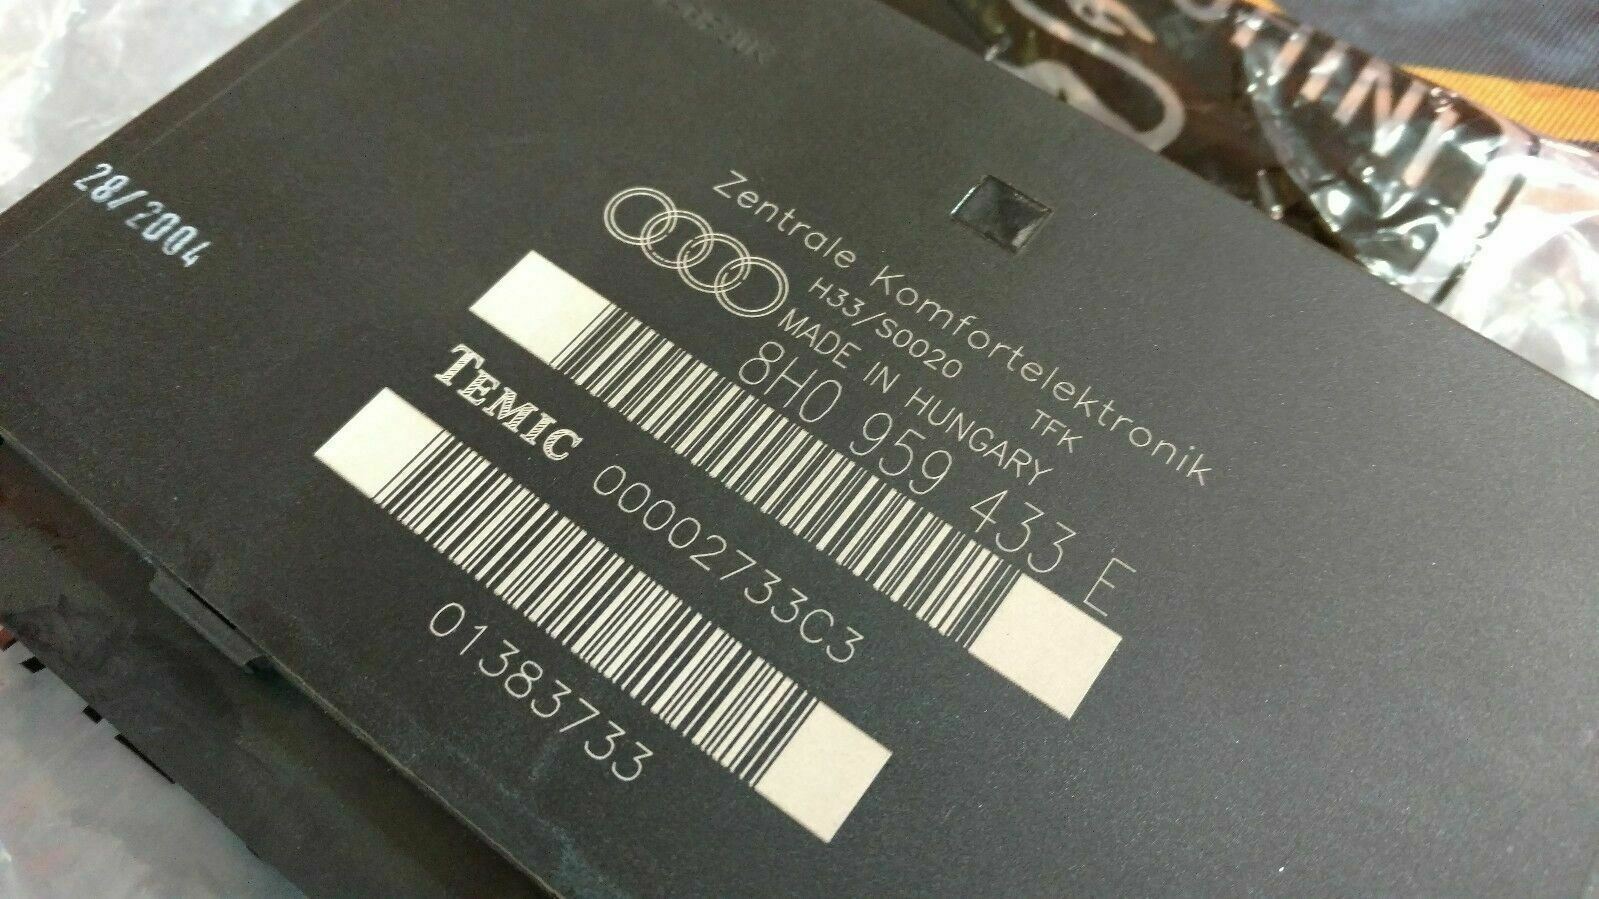 28/2004
Zentrale Komfortelektronik
H33/S0020 TFK
MADE IN HUNGARY
8H0 959 433 E
TEMIC 00002733C3
01383733